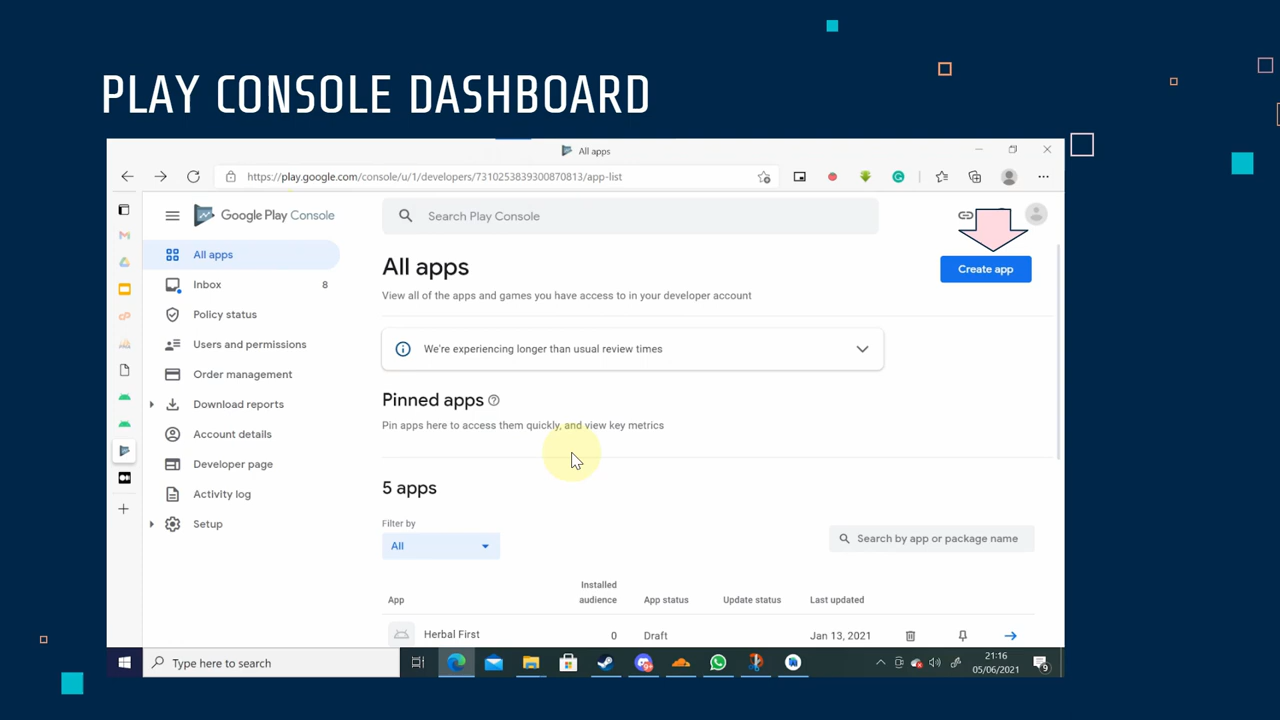 PLAY CONSOLE DASHBOARD
All apps
https://play.google.com/console/u/1/developers/7310253839300870813/app-list
Google Play Console
Search Play Console
All apps
Inbox 8
Policy status
Users and permissions
Order management
Download reports
Account details
Developer page
Activity log
Setup
All apps
Create app
View all of the apps and games you have access to in your developer account
We're experiencing longer than usual review times
Pinned apps
Pin apps here to access them quickly, and view key metrics
5 apps
Filter by
All
Search by app or package name
App Installed audience App status Update status Last updated
Herbal First 0 Draft Jan 13, 2021
Type here to search
21:16
05/06/2021
9